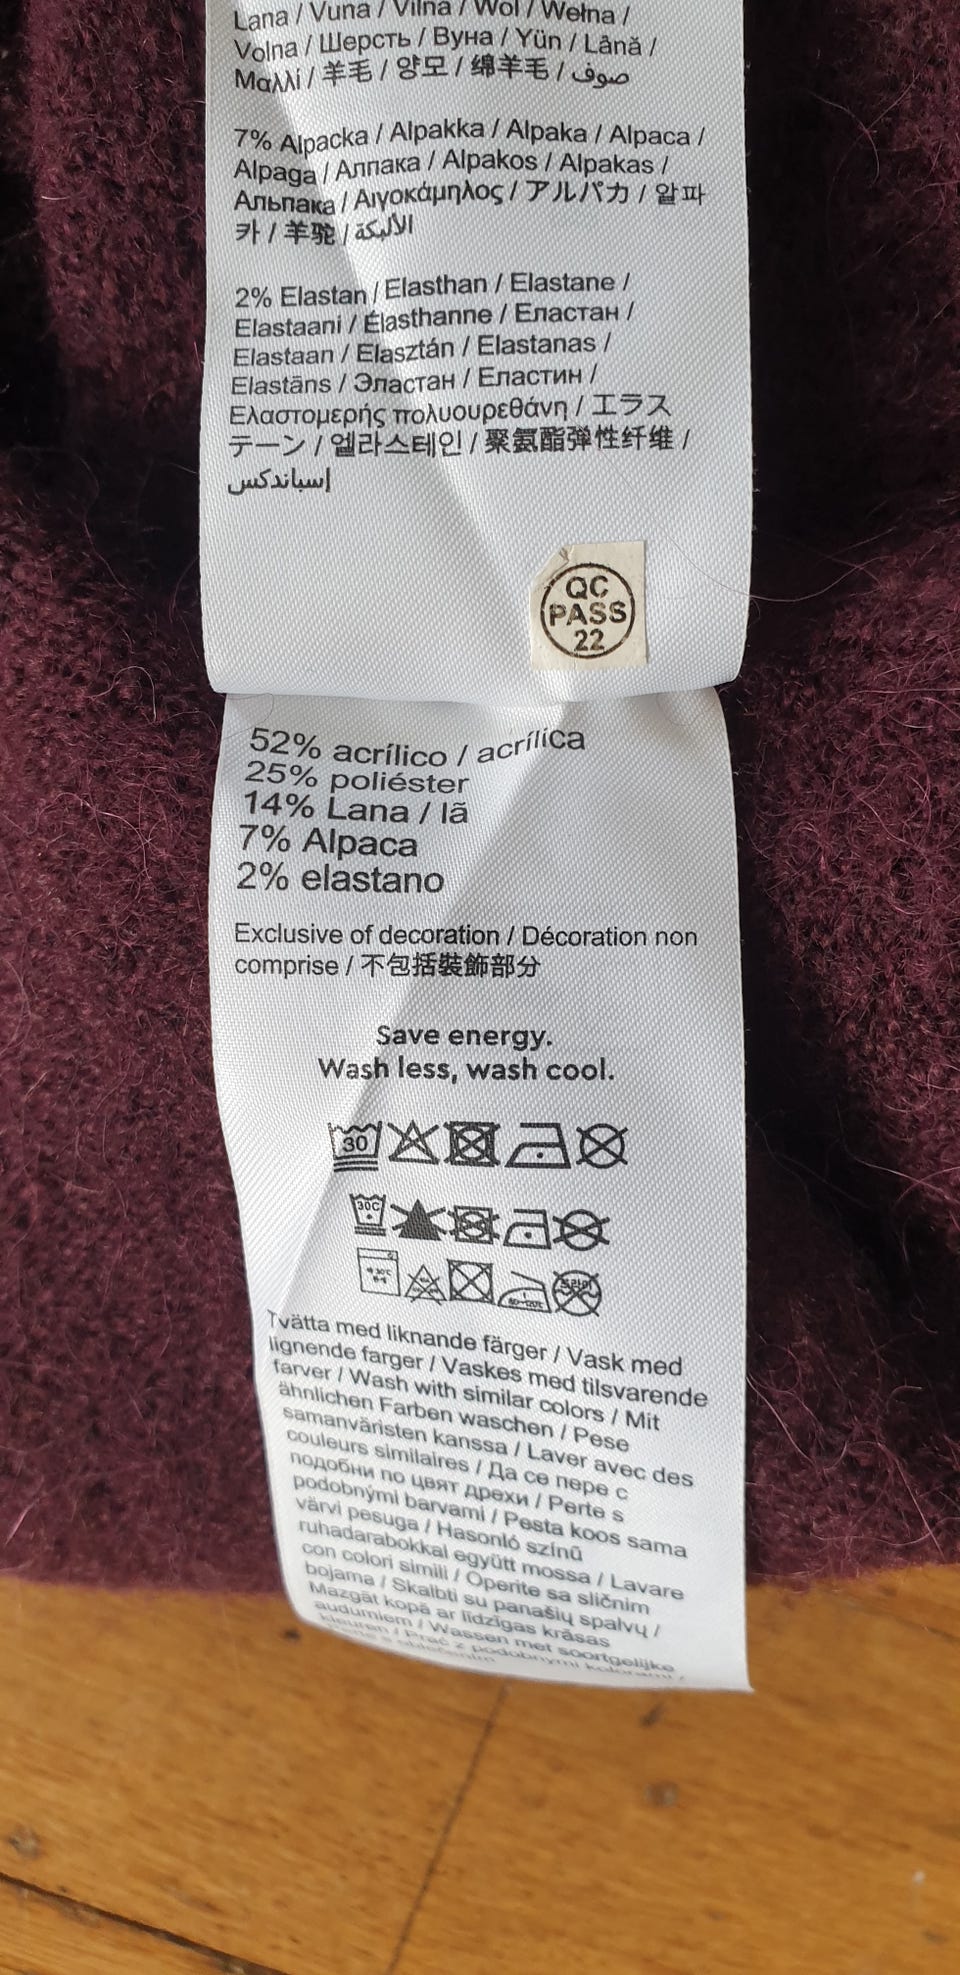 Lana / Vuna / Vilna / Wol / Wełna /
Volna / Шерсть / Вуна / Yün / Lână /
Μαλλί / 羊毛 / 양모 / 绵羊毛 / صوف
7% Alpacka / Alpakka / Alpaka / Alpaca /
Alpaga / Алпака / Alpakos / Alpakas /
Альпака / Αιγοκάμηλος / アルパカ / 알파
카 / 羊驼 / الألبكة
2% Elastan / Elasthan / Elastane /
Elastaani / Élasthanne / Еластан /
Elastaan / Elasztán / Elastanas /
Elastāns / Эластан / Еластин /
Ελαστομερής πολυουρεθάνη / エラス
テーン / 엘라스테인 / 聚氨酯弹性纤维 /
إسباندكس
QC
PASS
22
52% acrílico / acrílica
25% poliéster
14% Lana / lã
7% Alpaca
2% elastano
Exclusive of decoration / Décoration non
comprise / 不包括裝飾部分
Save energy.
Wash less, wash cool.
30
30C
Tvätta med liknande färger / Vask med
lignende farger / Vaskes med tilsvarende
farver / Wash with similar colors / Mit
ähnlichen Farben waschen / Pese
samanväristen kanssa / Laver avec des
couleurs similaires / Да се пере с
подобни по цвят дрехи / Perte s
podobnými barvami / Pesta koos sama
värvi pesuga / Hasonló színű
ruhadarabokkal együtt mossa / Lavare
con colori simili / Operite sa sličnim
bojama / Skalbti su panašių spalvų /
Mazgāt kopā ar līdzīgas krāsas
audumiem / Wassen met soortgelijke
kleuren / Prać z podobnymi kolorami /